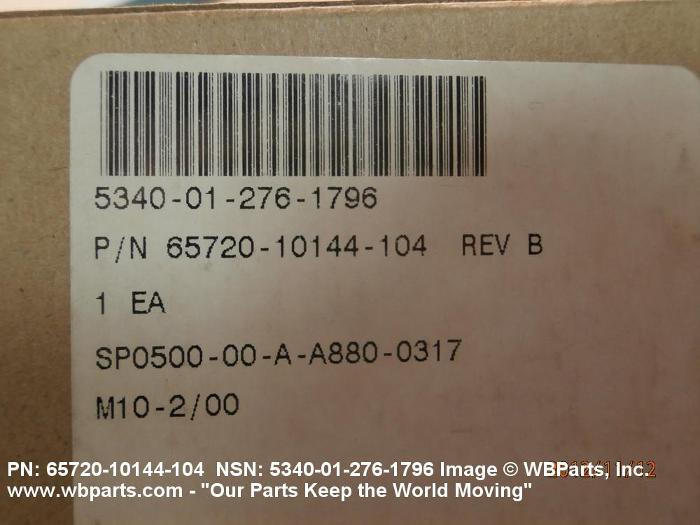 5340-01-276-1796
P/N 65720-10144-104 REV B
1 EA
SP0500-00-A-A880-0317
M10-2/00
PN: 65720-10144-104 NSN: 5340-01-276-1796 Image © WBParts, Inc.
www.wbparts.com - "Our Parts Keep the World Moving"